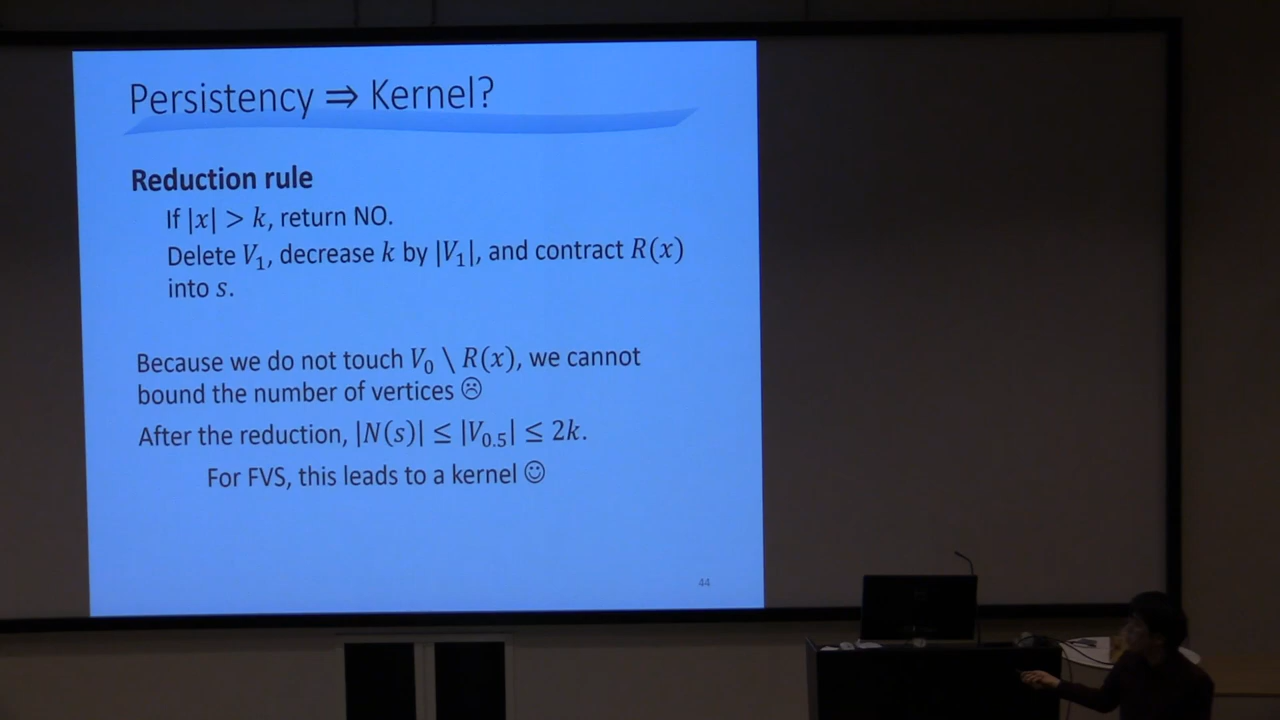 Persistency ⇒ Kernel?
Reduction rule
If |x| > k, return NO.
Delete V₁, decrease k by |V₁|, and contract R(x)
into s.
Because we do not touch V₀ \ R(x), we cannot
bound the number of vertices ☹
After the reduction, |N(s)| ≤ |V₀.₅| ≤ 2k.
For FVS, this leads to a kernel ☺
44